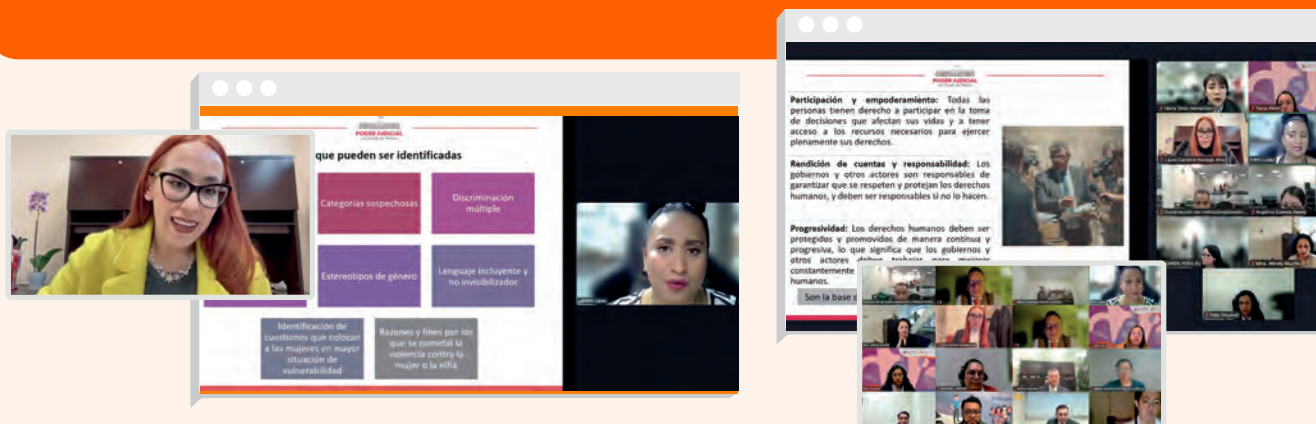 PODER JUDICIAL
que pueden ser identificadas
Categorías sospechosas
Discriminación
múltiple
Estereotipos de género
Lenguaje incluyente y
no invisibilizador
Identificación de
cuestiones que colocan
a las mujeres en mayor
situación de
vulnerabilidad
Razones y fines por los
que se cometió la
violencia contra la
mujer o la niña
PODER JUDICIAL
Participación y empoderamiento: Todas las
personas tienen derecho a participar en la toma
de decisiones que afectan sus vidas y a tener
acceso a los recursos necesarios para ejercer
plenamente sus derechos.
Rendición de cuentas y responsabilidad: Los
gobiernos y otros actores son responsables de
garantizar que se respeten y protejan los derechos
humanos, y deben ser responsables si no lo hacen.
Progresividad: Los derechos humanos deben ser
protegidos y promovidos de manera continua y
progresiva, lo que significa que los gobiernos y
otros actores deben trabajar para mejorar
constantemente
humanos.
Son la base